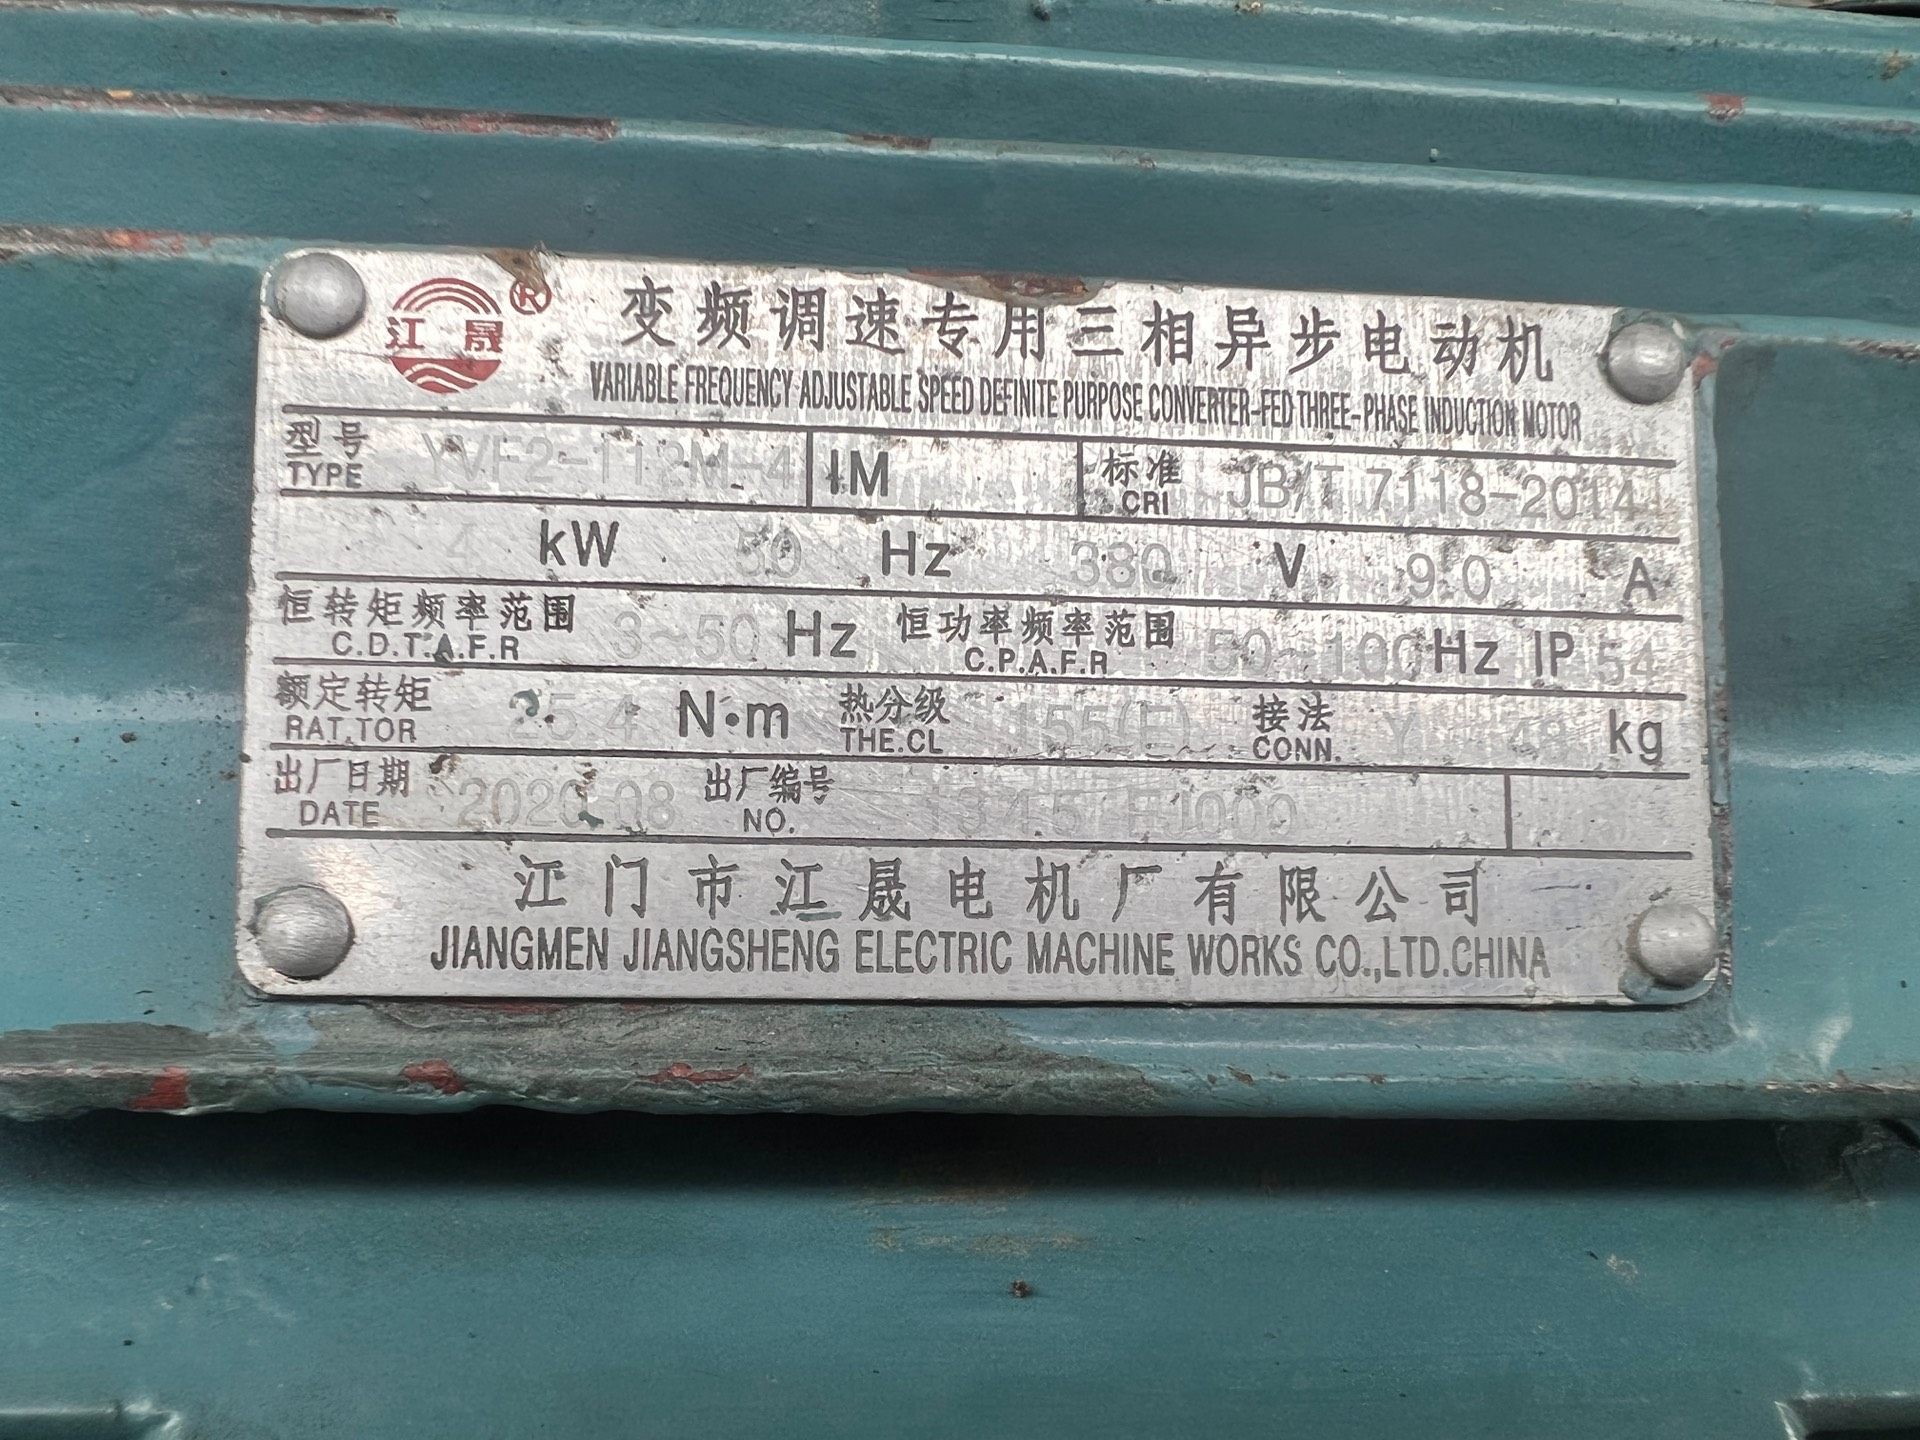 江晟®
变频调速专用三相异步电动机
VARIABLE FREQUENCY ADJUSTABLE SPEED DEFINITE PURPOSE CONVERTER-FED THREE-PHASE INDUCTION MOTOR
型号 YVF2-112M-4 IM 标准 JB/T 7118-2014
TYPE CRI
4 kW 50 Hz 380 V 9.0 A
恒转矩频率范围 3~50 Hz 恒功率频率范围 50~100 Hz IP 54
C.D.T.A.F.R C.P.A.F.R
额定转矩 25.4 N·m 热分级 接法 Y 48 kg
RAT.TOR THE.CL CONN.
出厂日期 2020-08 出厂编号
DATE NO.
江门市江晟电机厂有限公司
JIANGMEN JIANGSHENG ELECTRIC MACHINE WORKS CO.,LTD.CHINA